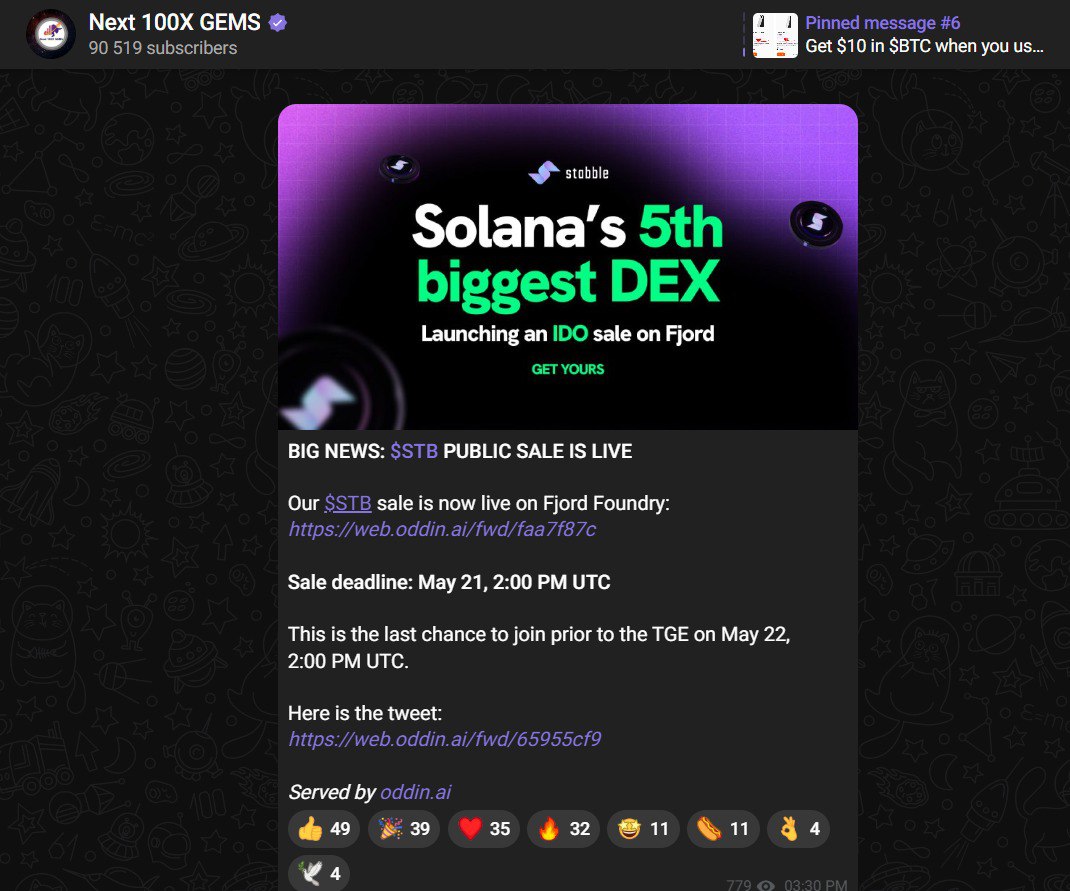 Next 100X GEMS
90 519 subscribers
Pinned message #6
Get $10 in $BTC when you us...
stabble
Solana's 5th
biggest DEX
Launching an IDO sale on Fjord
GET YOURS
BIG NEWS: $STB PUBLIC SALE IS LIVE
Our $STB sale is now live on Fjord Foundry:
https://web.oddin.ai/fwd/faa7f87c
Sale deadline: May 21, 2:00 PM UTC
This is the last chance to join prior to the TGE on May 22,
2:00 PM UTC.
Here is the tweet:
https://web.oddin.ai/fwd/65955cf9
Served by oddin.ai
👍 49 🎉 39 ❤️ 35 🔥 32 🤩 11 🌭 11 👌 4
🕊 4
779 03:30 PM